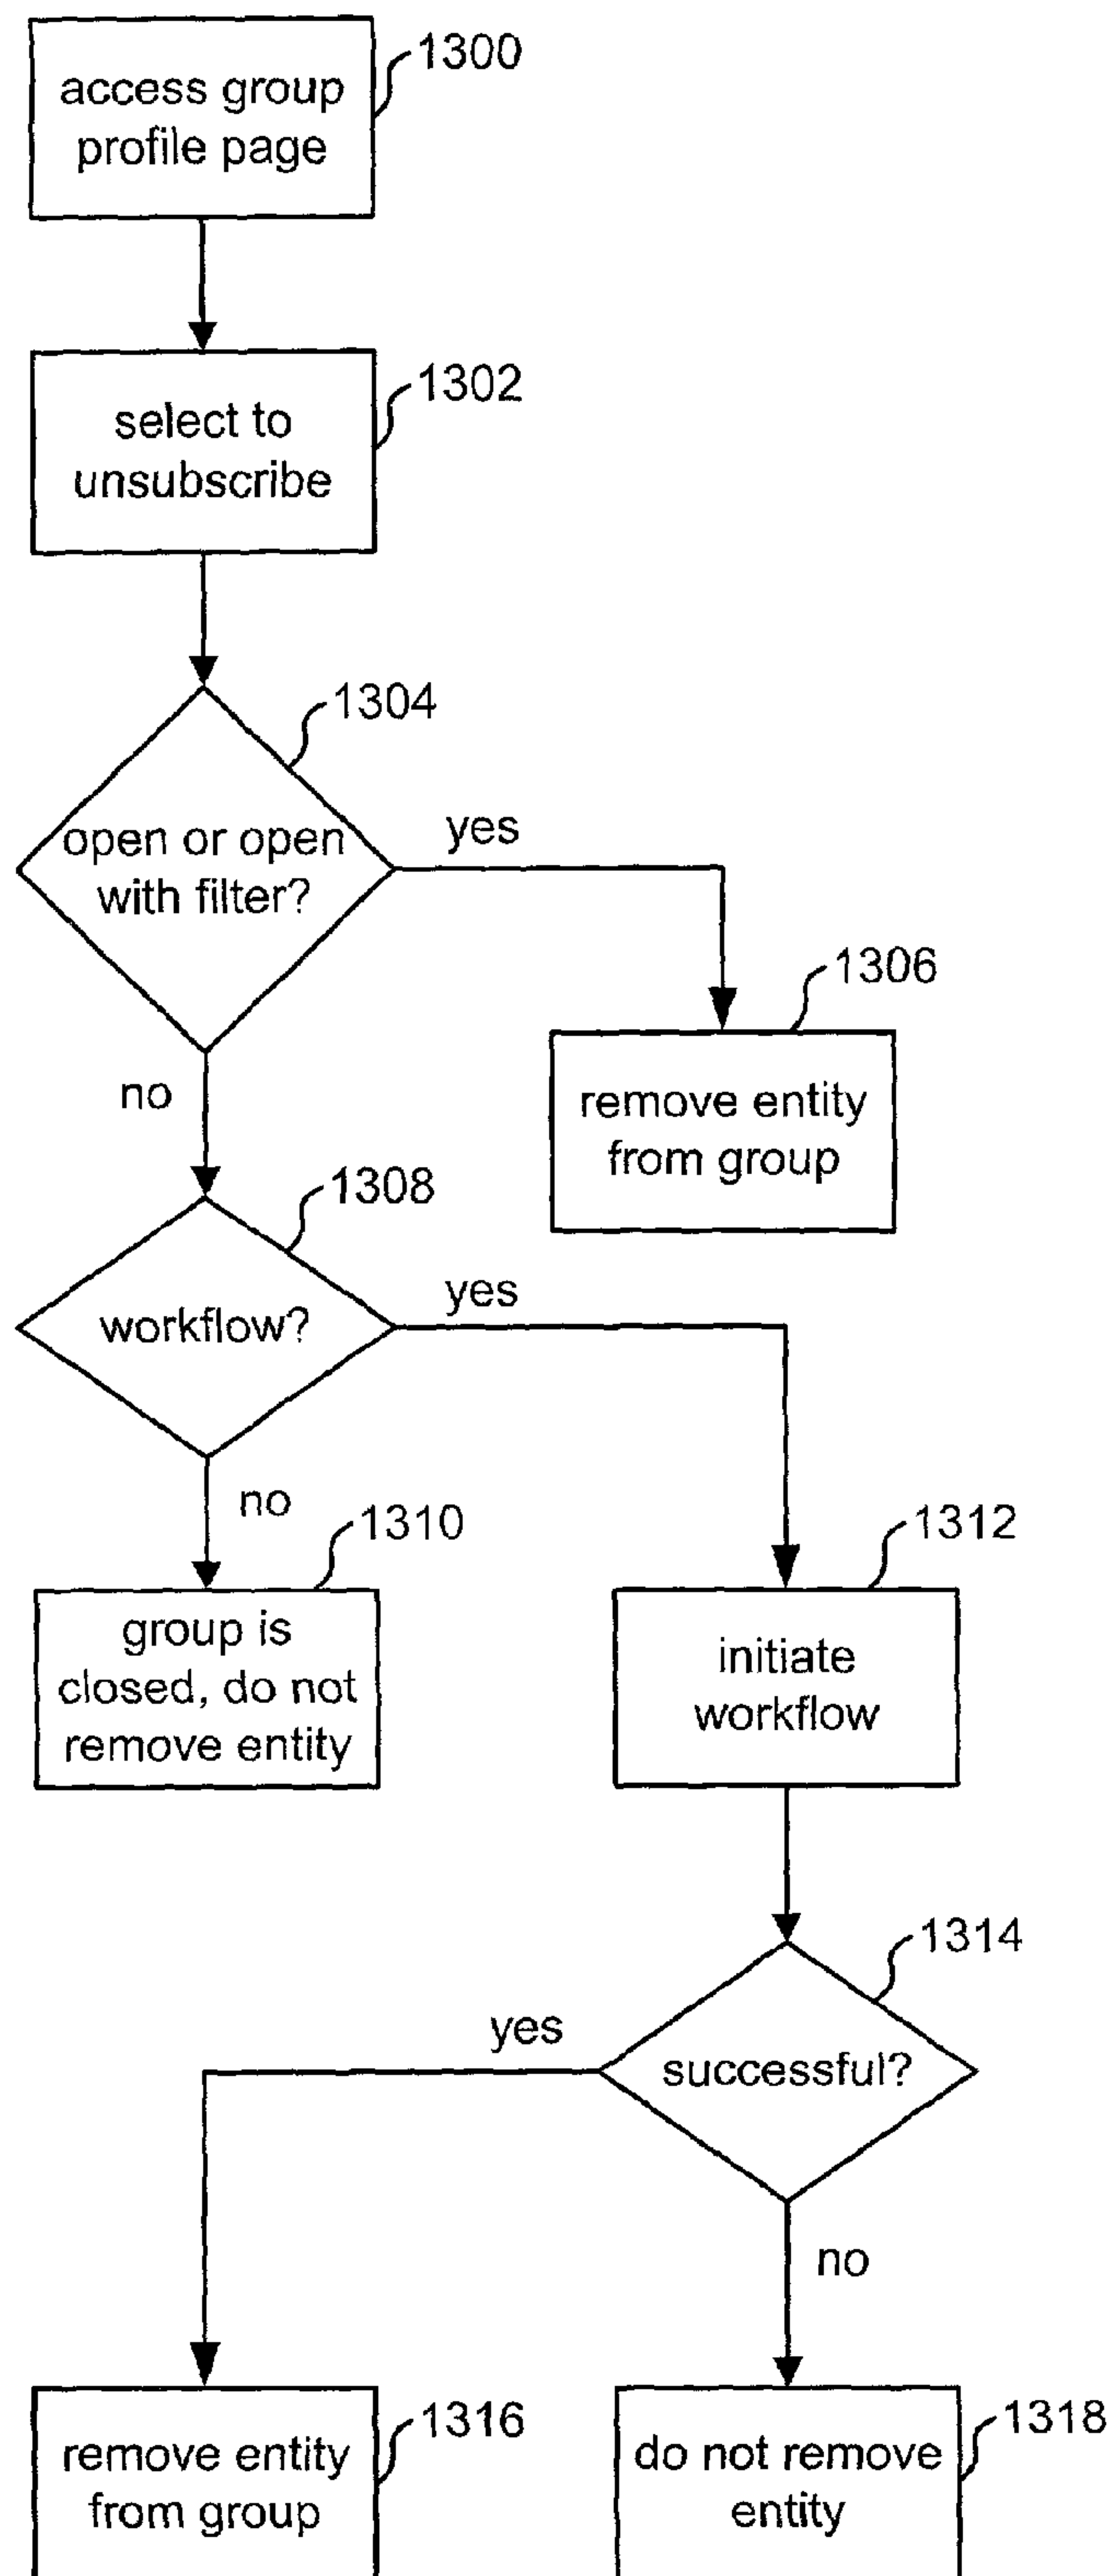 1300
access group
profile page
1302
select to
unsubscribe
1304
open or open
with filter?
yes
1306
remove entity
from group
no
1308
workflow?
yes
no
1310
group is
closed, do not
remove entity
1312
initiate
workflow
1314
successful?
yes
no
1316
remove entity
from group
1318
do not remove
entity